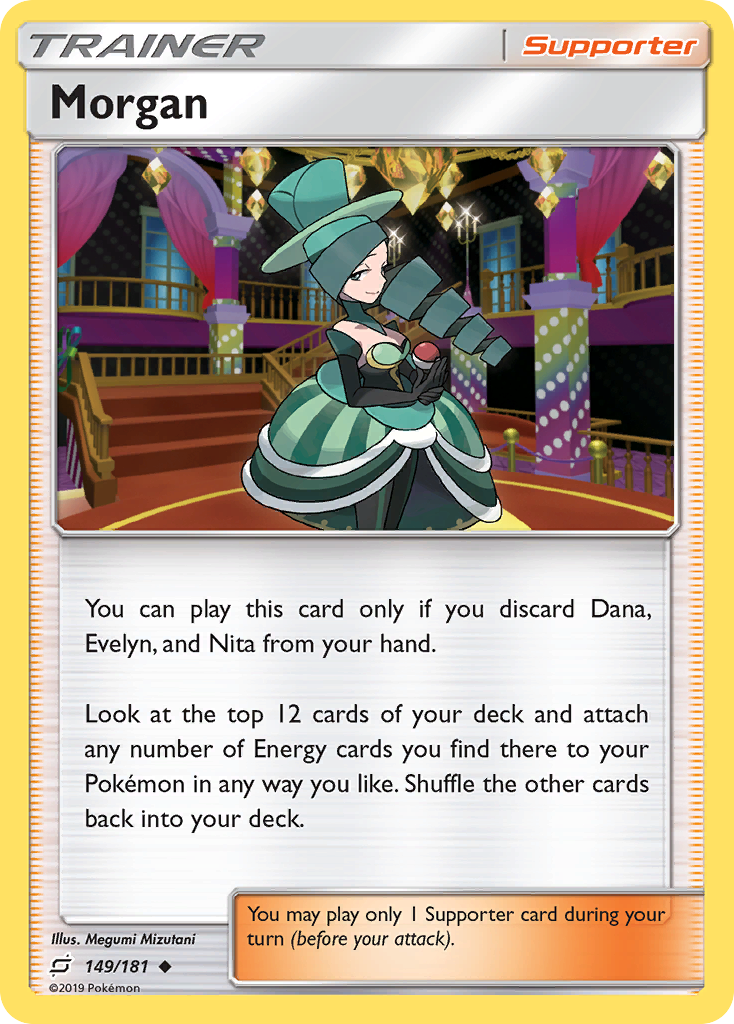 TRAINER
Supporter
Morgan
You can play this card only if you discard Dana,
Evelyn, and Nita from your hand.
Look at the top 12 cards of your deck and attach
any number of Energy cards you find there to your
Pokémon in any way you like. Shuffle the other cards
back into your deck.
You may play only 1 Supporter card during your
turn (before your attack).
Illus. Megumi Mizutani
149/181
©2019 Pokémon